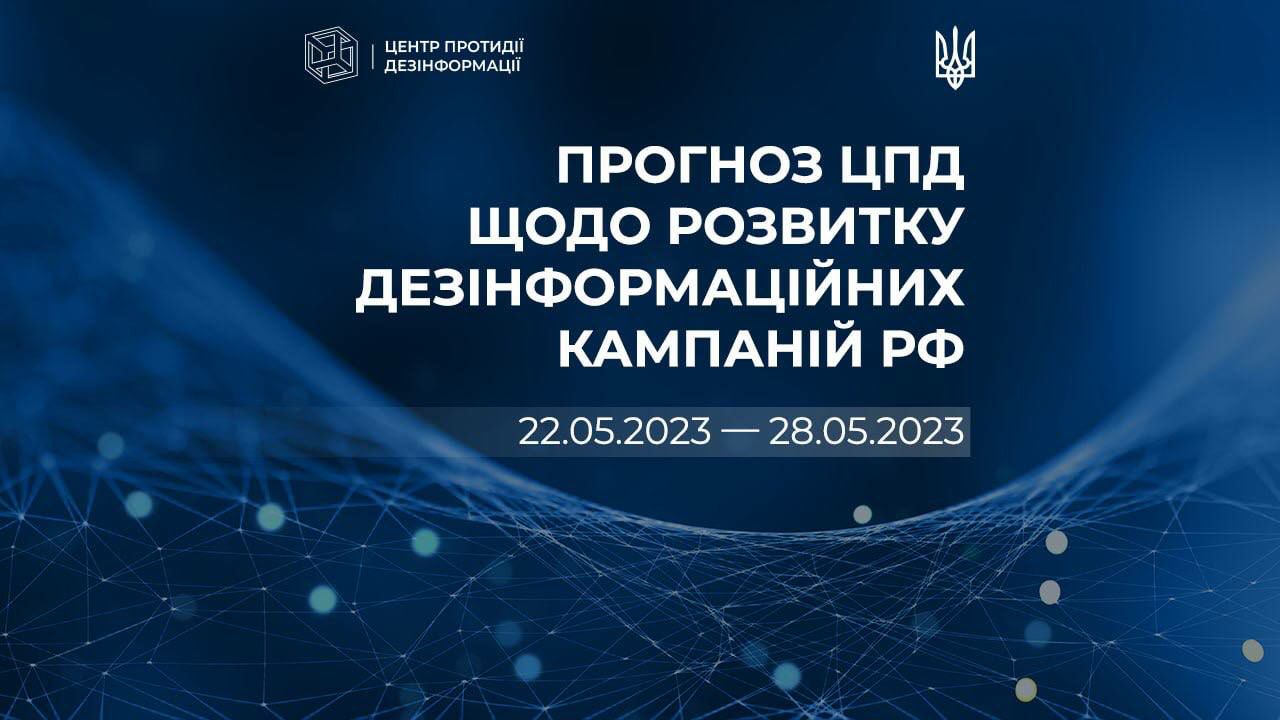 ЦЕНТР ПРОТИДІЇ
ДЕЗІНФОРМАЦІЇ
ПРОГНОЗ ЦПД
ЩОДО РОЗВИТКУ
ДЕЗІНФОРМАЦІЙНИХ
КАМПАНІЙ РФ
22.05.2023 — 28.05.2023